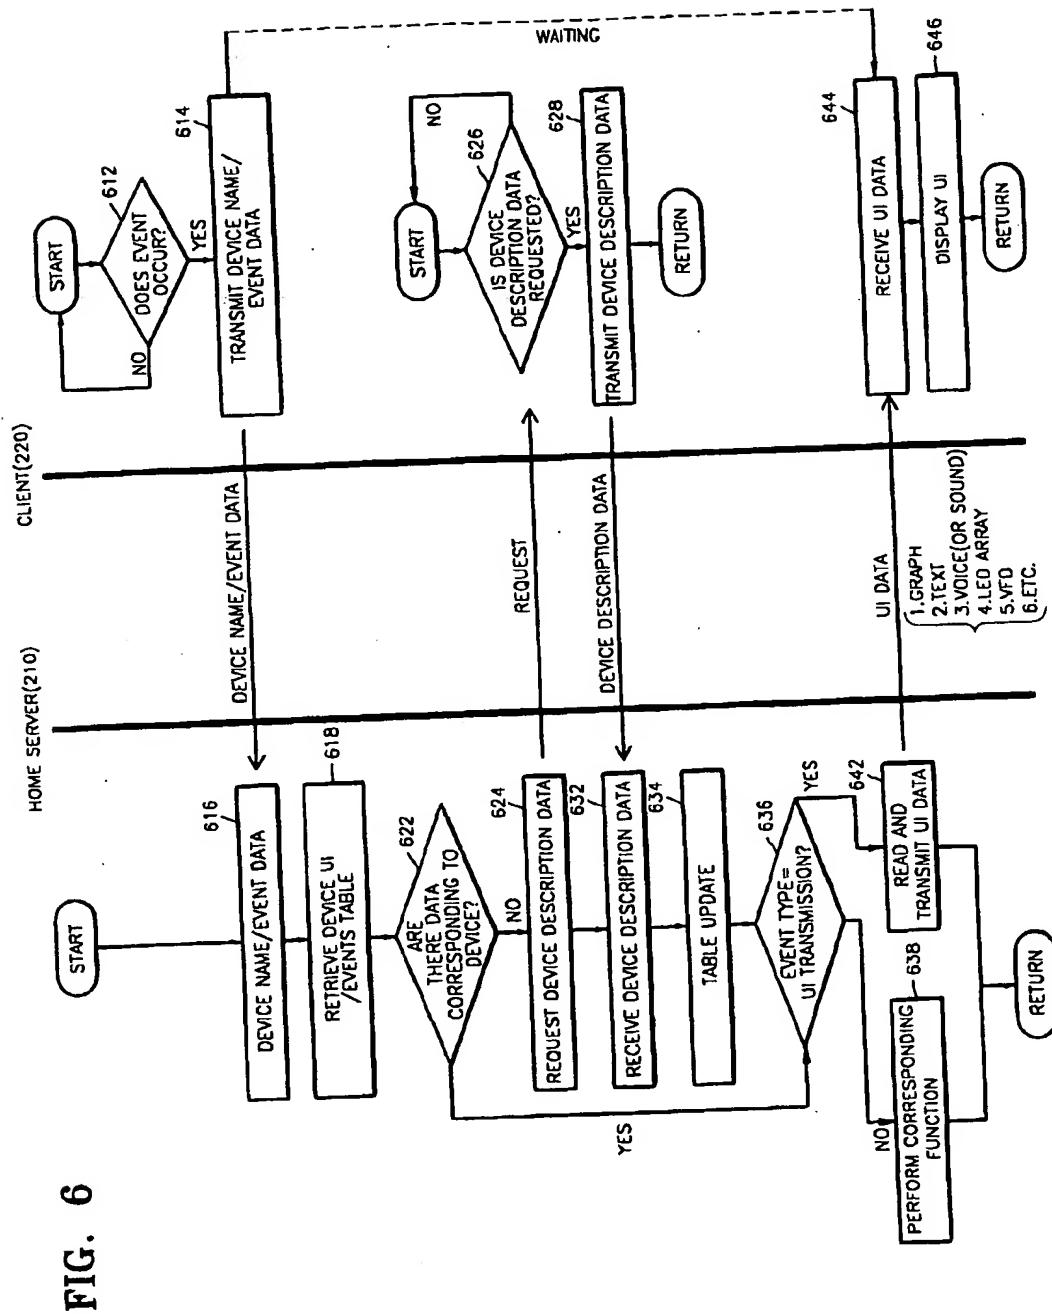 FIG. 6
HOME SERVER(210)
CLIENT(220)
START
616
DEVICE NAME/EVENT DATA
618
RETRIEVE DEVICE UI
/EVENTS TABLE
622
ARE
THERE DATA
CORRESPONDING TO
DEVICE?
YES
NO
624
REQUEST DEVICE DESCRIPTION DATA
632
RECEIVE DEVICE DESCRIPTION DATA
634
TABLE UPDATE
636
EVENT TYPE=
UI TRANSMISSION?
NO
YES
638
PERFORM CORRESPONDING
FUNCTION
642
READ AND
TRANSMIT UI DATA
RETURN
DEVICE NAME/EVENT DATA
REQUEST
DEVICE DESCRIPTION DATA
UI DATA
1.GRAPH
2.TEXT
3.VOICE(OR SOUND)
4.LED ARRAY
5.VFD
6.ETC.
START
612
DOES EVENT
OCCUR?
NO
YES
614
TRANSMIT DEVICE NAME/
EVENT DATA
WAITING
START
626
IS DEVICE
DESCRIPTION DATA
REQUESTED?
NO
YES
628
TRANSMIT DEVICE DESCRIPTION DATA
RETURN
644
RECEIVE UI DATA
646
DISPLAY UI
RETURN